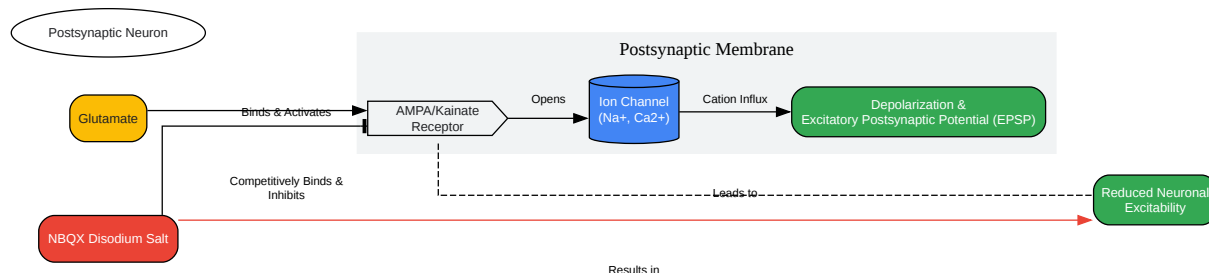 Postsynaptic Neuron
Postsynaptic Membrane
Glutamate
Binds & Activates
AMPA/Kainate
Receptor
Opens
Ion Channel
(Na+, Ca2+)
Cation Influx
Depolarization &
Excitatory Postsynaptic Potential (EPSP)
Competitively Binds &
Inhibits
Leads to
Reduced Neuronal
Excitability
NBQX Disodium Salt
Results in